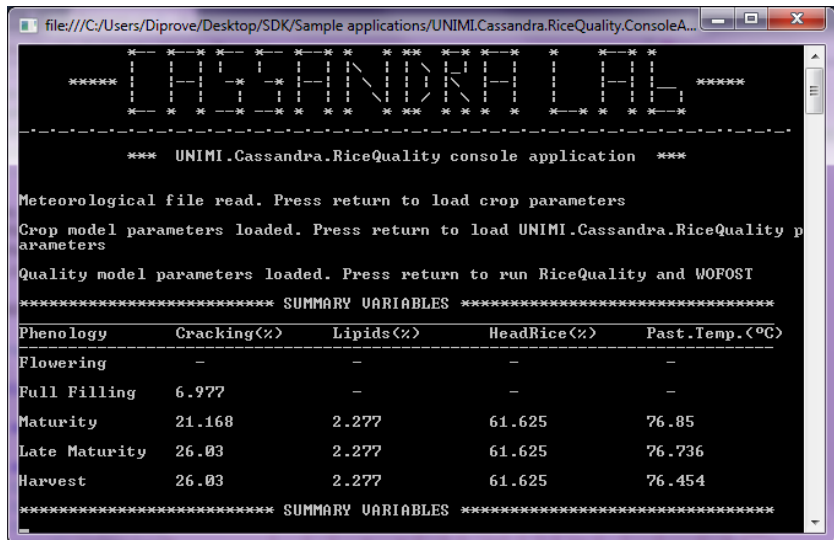 file:///C:/Users/Diprove/Desktop/SDK/Sample applications/UNIMI.Cassandra.RiceQuality.ConsoleA...
***** CASSANDRA LAB *****
*** UNIMI.Cassandra.RiceQuality console application ***
Meteorological file read. Press return to load crop parameters
Crop model parameters loaded. Press return to load UNIMI.Cassandra.RiceQuality p
arameters
Quality model parameters loaded. Press return to run RiceQuality and WOFOST
*************************** SUMMARY VARIABLES *********************************
Phenology Cracking(%) Lipids(%) HeadRice(%) Past.Temp.(ºC)
Flowering - - - -
Full Filling 6.977 - - -
Maturity 21.168 2.277 61.625 76.85
Late Maturity 26.03 2.277 61.625 76.736
Harvest 26.03 2.277 61.625 76.454
*************************** SUMMARY VARIABLES *********************************